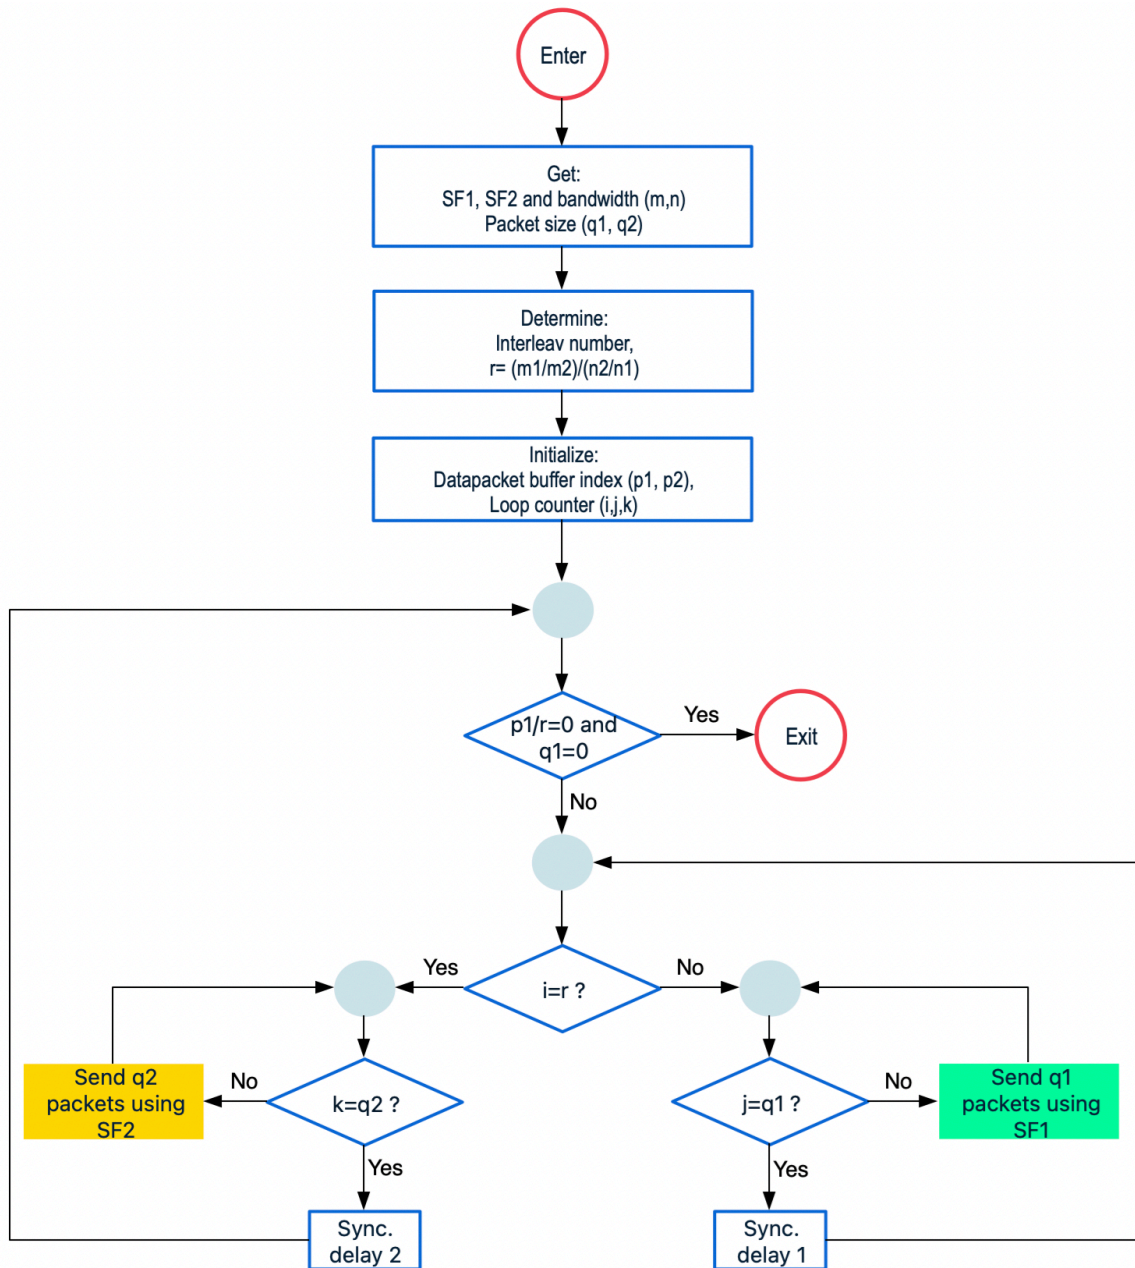 Enter
Get:
SF1, SF2 and bandwidth (m,n)
Packet size (q1, q2)
Determine:
Interleav number,
r= (m1/m2)/(n2/n1)
Initialize:
Datapacket buffer index (p1, p2),
Loop counter (i,j,k)
p1/r=0 and
q1=0
Yes
Exit
No
Yes
i=r ?
No
Send q2
packets using
SF2
No
k=q2 ?
Yes
Sync.
delay 2
j=q1 ?
No
Send q1
packets using
SF1
Yes
Sync.
delay 1